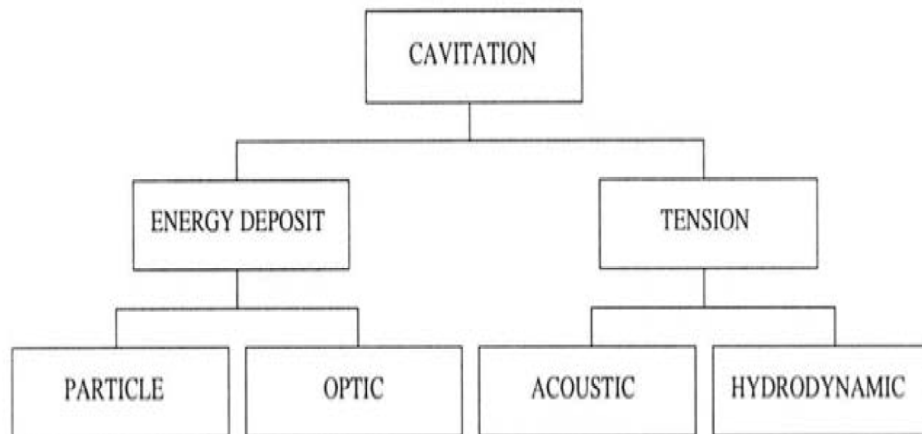 CAVITATION
ENERGY DEPOSIT
TENSION
PARTICLE
OPTIC
ACOUSTIC
HYDRODYNAMIC